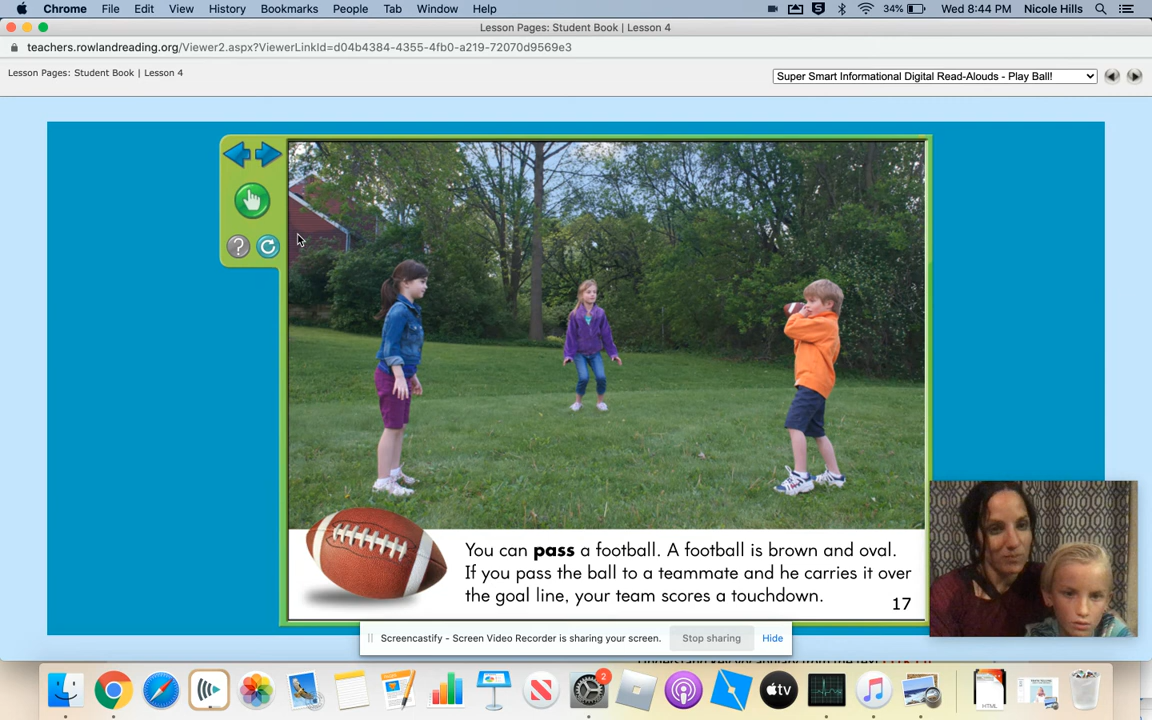 Chrome File Edit View History Bookmarks People Tab Window Help 34% Wed 8:44 PM Nicole Hills
Lesson Pages: Student Book | Lesson 4
teachers.rowlandreading.org/Viewer2.aspx?ViewerLinkId=d04b4384-4355-4fb0-a219-72070d9569e3
Lesson Pages: Student Book | Lesson 4
Super Smart Informational Digital Read-Alouds - Play Ball!
?
You can pass a football. A football is brown and oval.
If you pass the ball to a teammate and he carries it over
the goal line, your team scores a touchdown.
17
Screencastify - Screen Video Recorder is sharing your screen. Stop sharing Hide
2
tv
HTML